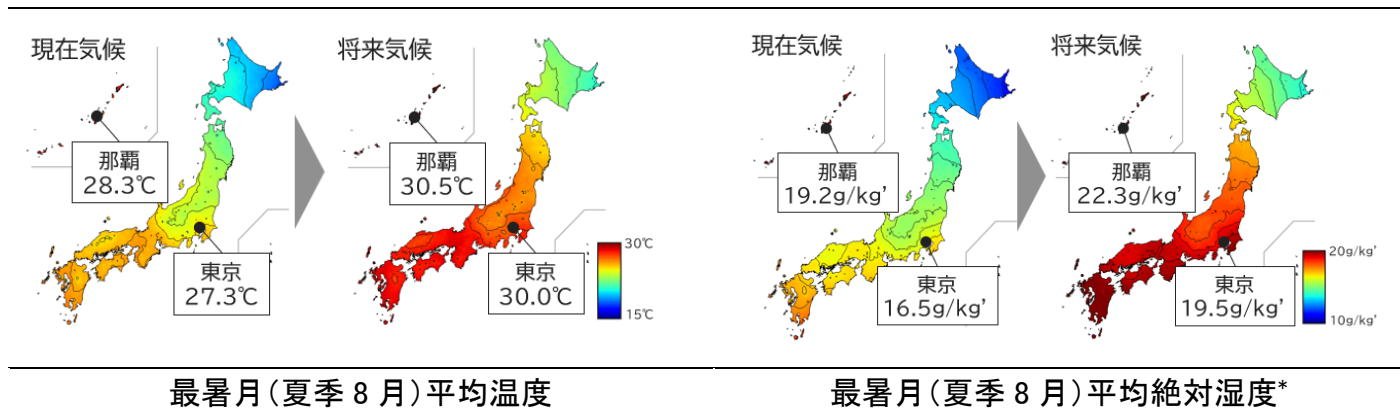 現在気候
那覇
28.3℃
東京
27.3℃
将来気候
那覇
30.5℃
東京
30.0℃
30℃
15℃
現在気候
那覇
19.2g/kg’
東京
16.5g/kg’
将来気候
那覇
22.3g/kg’
東京
19.5g/kg’
20g/kg’
10g/kg’
最暑月(夏季 8 月)平均温度
最暑月(夏季 8 月)平均絶対湿度*